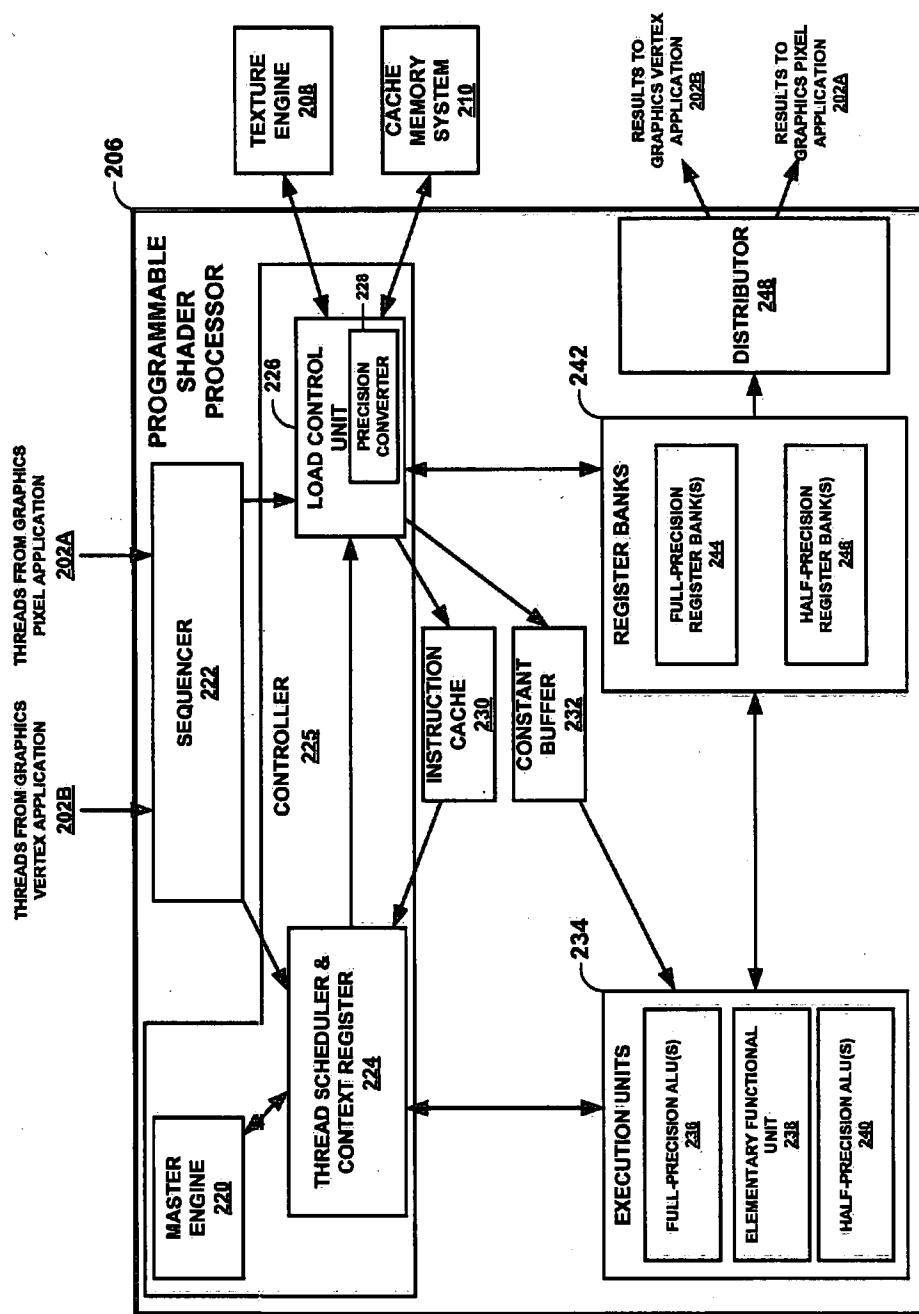 THREADS FROM GRAPHICS
VERTEX APPLICATION
202B
THREADS FROM GRAPHICS
PIXEL APPLICATION
202A
206
PROGRAMMABLE
SHADER
PROCESSOR
MASTER
ENGINE
220
SEQUENCER
222
CONTROLLER
225
THREAD SCHEDULER &
CONTEXT REGISTER
224
226
LOAD CONTROL
UNIT
228
PRECISION
CONVERTER
TEXTURE
ENGINE
208
CACHE
MEMORY
SYSTEM
210
INSTRUCTION
CACHE
230
CONSTANT
BUFFER
232
234
EXECUTION UNITS
FULL-PRECISION ALU(S)
236
ELEMENTARY FUNCTIONAL
UNIT
238
HALF-PRECISION ALU(S)
240
242
REGISTER BANKS
FULL-PRECISION
REGISTER BANK(S)
244
HALF-PRECISION
REGISTER BANK(S)
246
DISTRIBUTOR
248
RESULTS TO
GRAPHICS VERTEX
APPLICATION
202B
RESULTS TO
GRAPHICS PIXEL
APPLICATION
202A